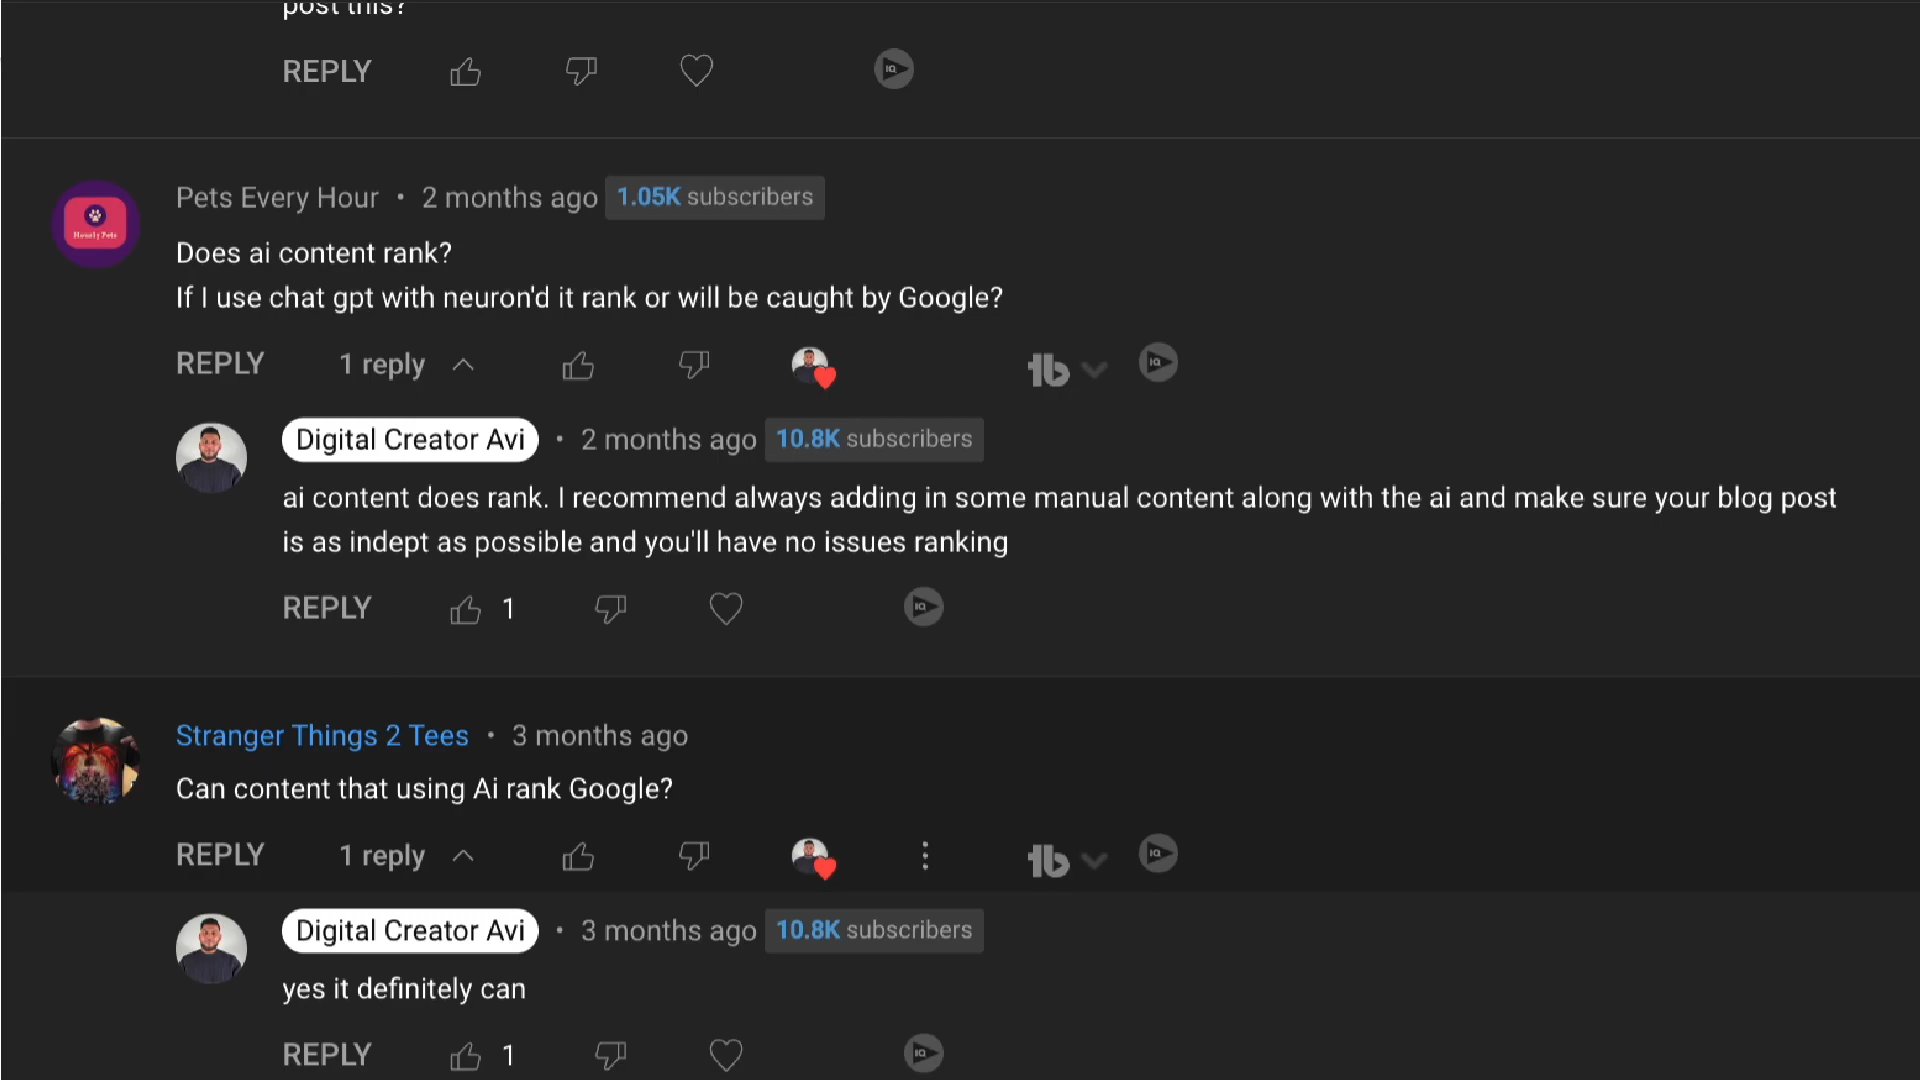 post this?
REPLY
Pets Every Hour • 2 months ago 1.05K subscribers
Does ai content rank?
If I use chat gpt with neuron'd it rank or will be caught by Google?
REPLY 1 reply
Digital Creator Avi • 2 months ago 10.8K subscribers
ai content does rank. I recommend always adding in some manual content along with the ai and make sure your blog post
is as indept as possible and you'll have no issues ranking
REPLY 1
Stranger Things 2 Tees • 3 months ago
Can content that using Ai rank Google?
REPLY 1 reply
Digital Creator Avi • 3 months ago 10.8K subscribers
yes it definitely can
REPLY 1